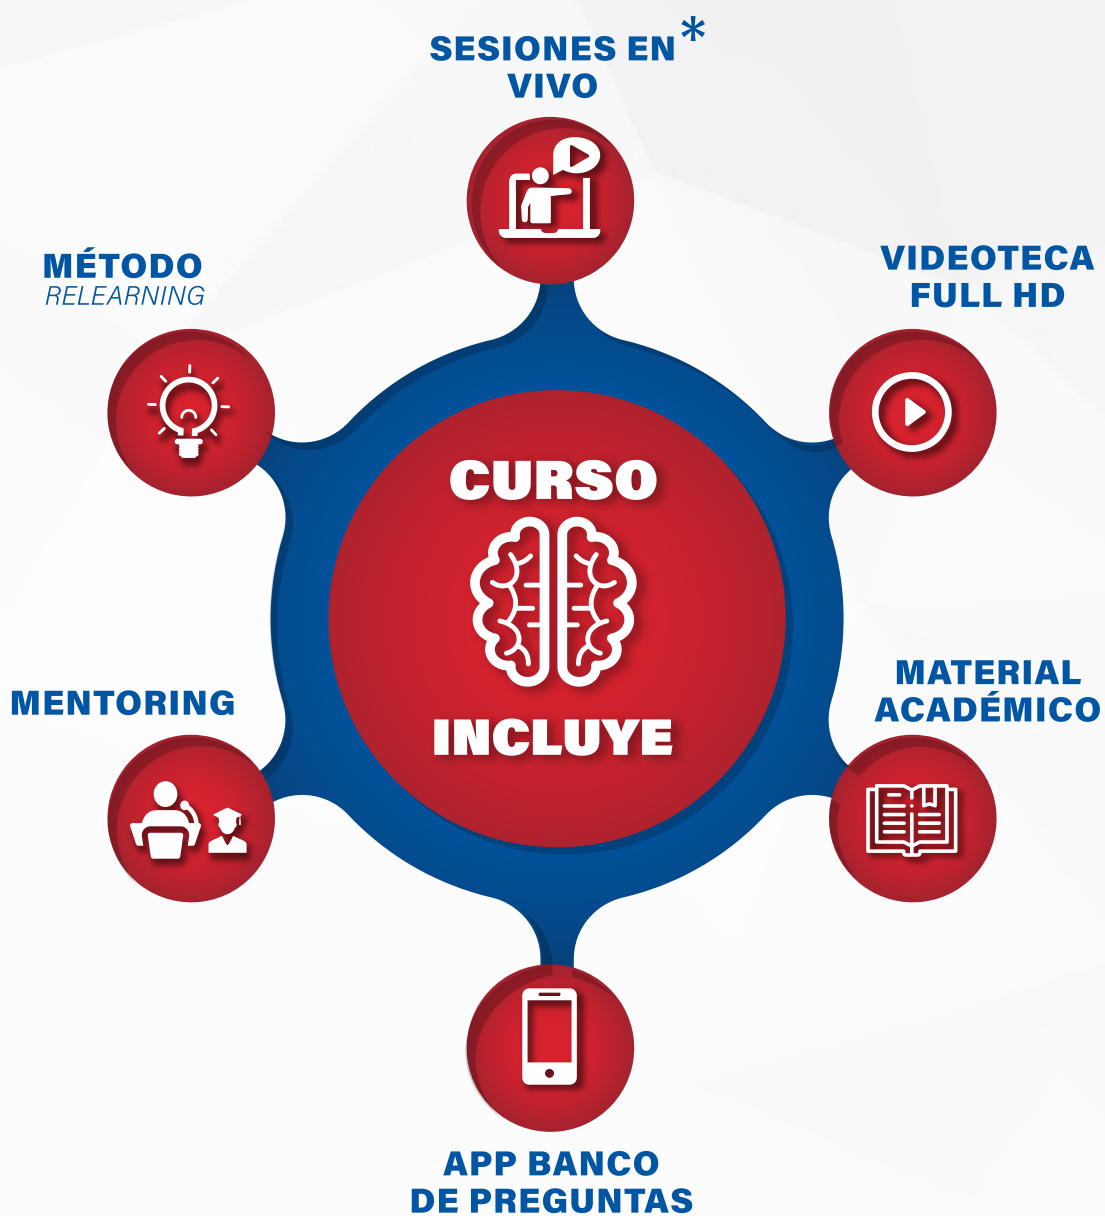 SESIONES EN*
VIVO
MÉTODO
RELEARNING
VIDEOTECA
FULL HD
CURSO
INCLUYE
MENTORING
MATERIAL
ACADÉMICO
APP BANCO
DE PREGUNTAS